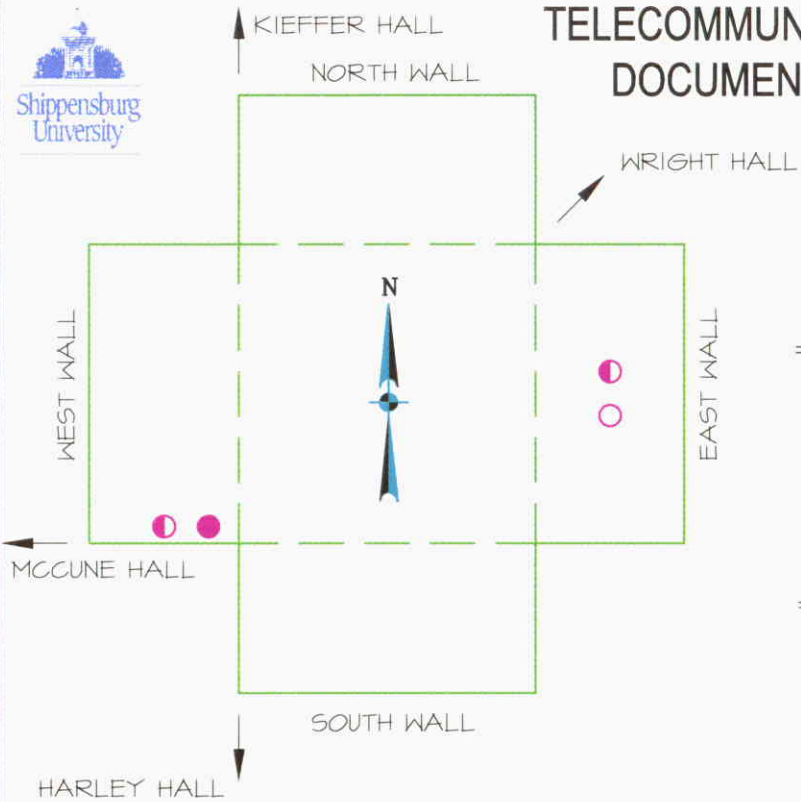 KIEFFER HALL
TELECOMMUN
DOCUMEN
Shippensburg
University
NORTH WALL
WRIGHT HALL
N
WEST WALL
EAST WALL
MCCUNE HALL
SOUTH WALL
HARLEY HALL